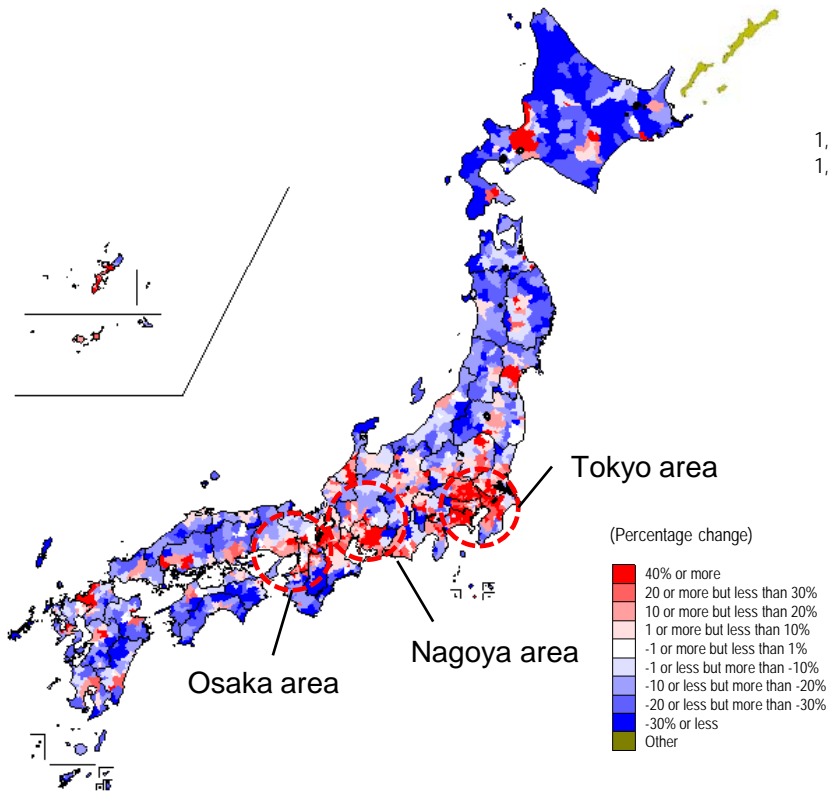 1,
1,
Tokyo area
(Percentage change)
40% or more
20 or more but less than 30%
10 or more but less than 20%
1 or more but less than 10%
-1 or more but less than 1%
-1 or less but more than -10%
-10 or less but more than -20%
-20 or less but more than -30%
-30% or less
Other
Nagoya area
Osaka area